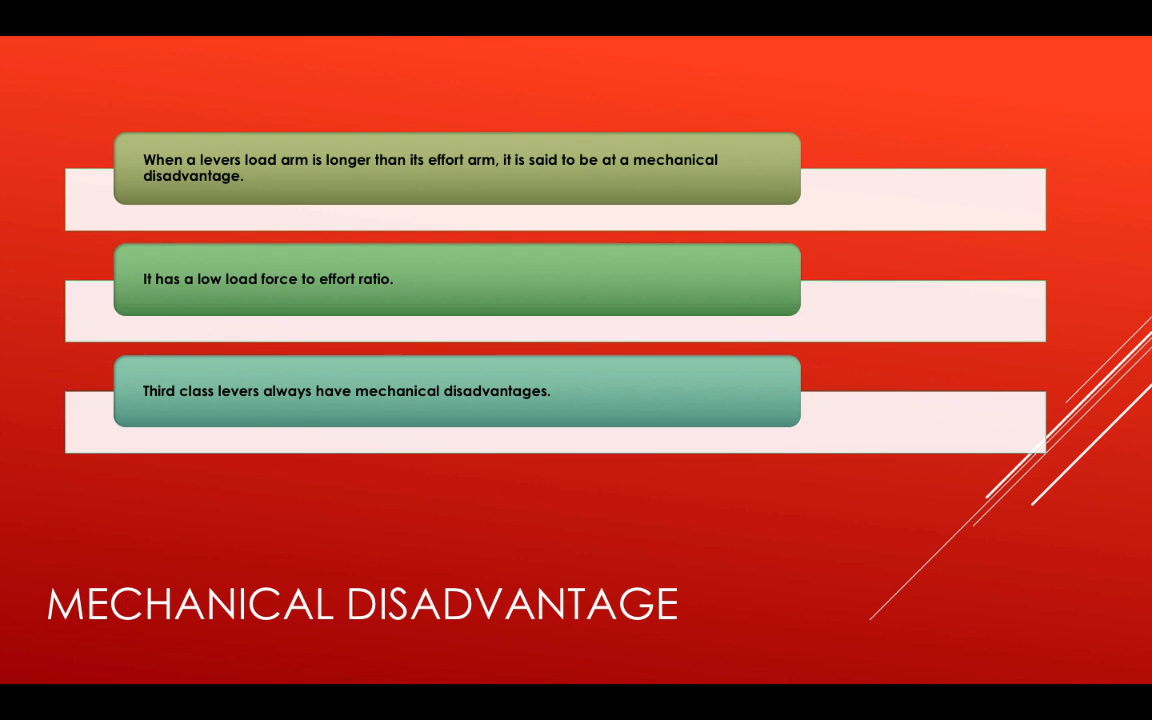 When a levers load arm is longer than its effort arm, it is said to be at a mechanical
disadvantage.
It has a low load force to effort ratio.
Third class levers always have mechanical disadvantages.
MECHANICAL DISADVANTAGE